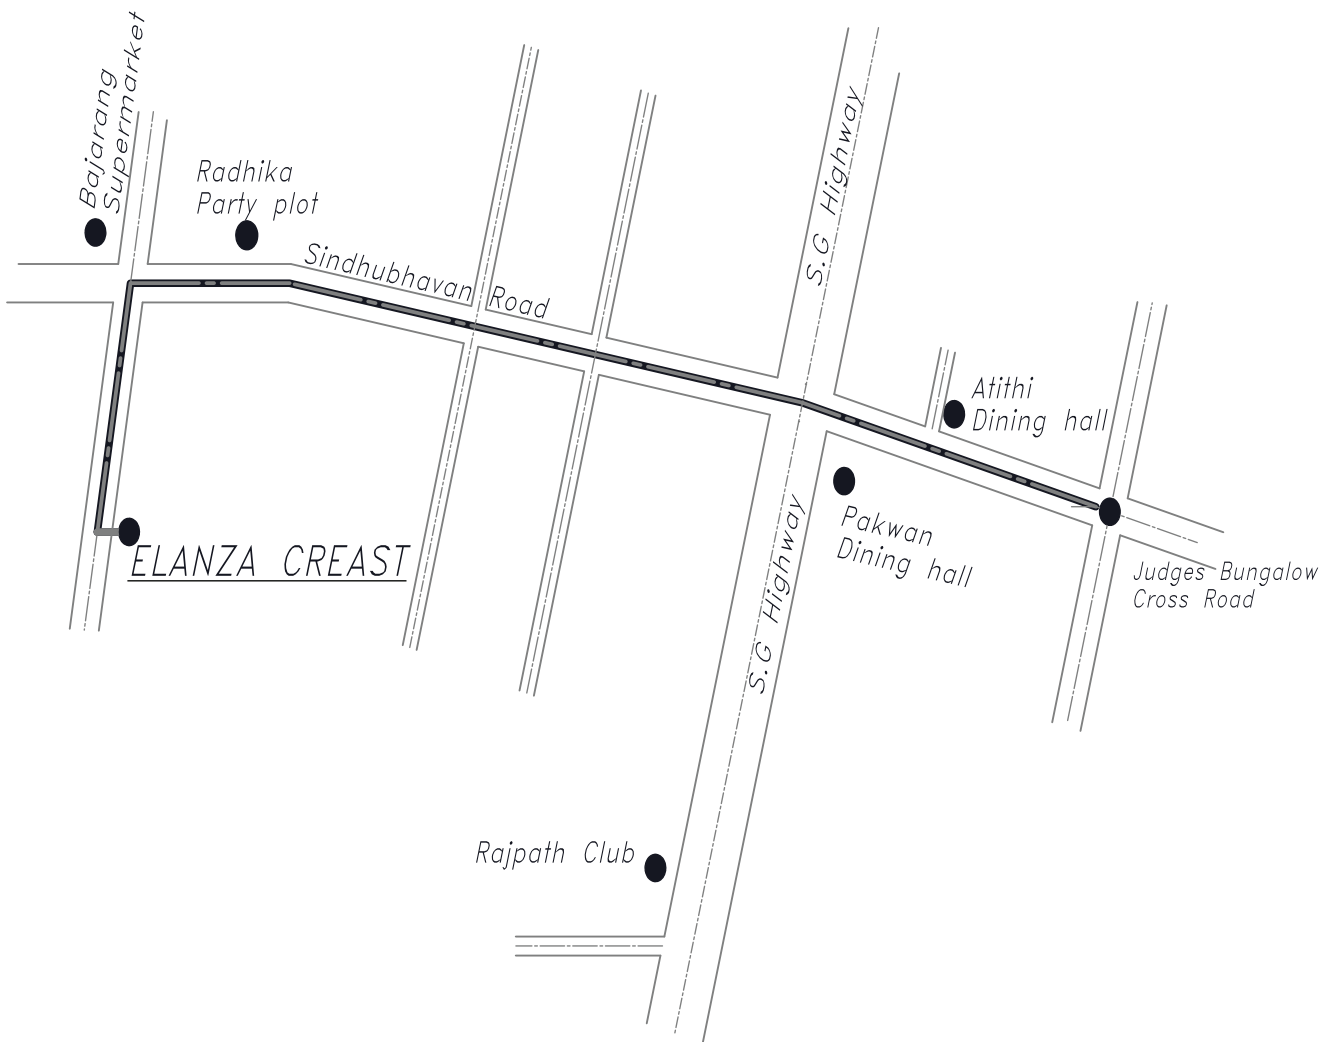 Bajarang
Supermarket
Radhika
Party plot
Sindhubhavan Road
S.G Highway
Atithi
Dining hall
Pakwan
Dining hall
ELANZA CREAST
Judges Bungalow
Cross Road
S.G Highway
Rajpath Club